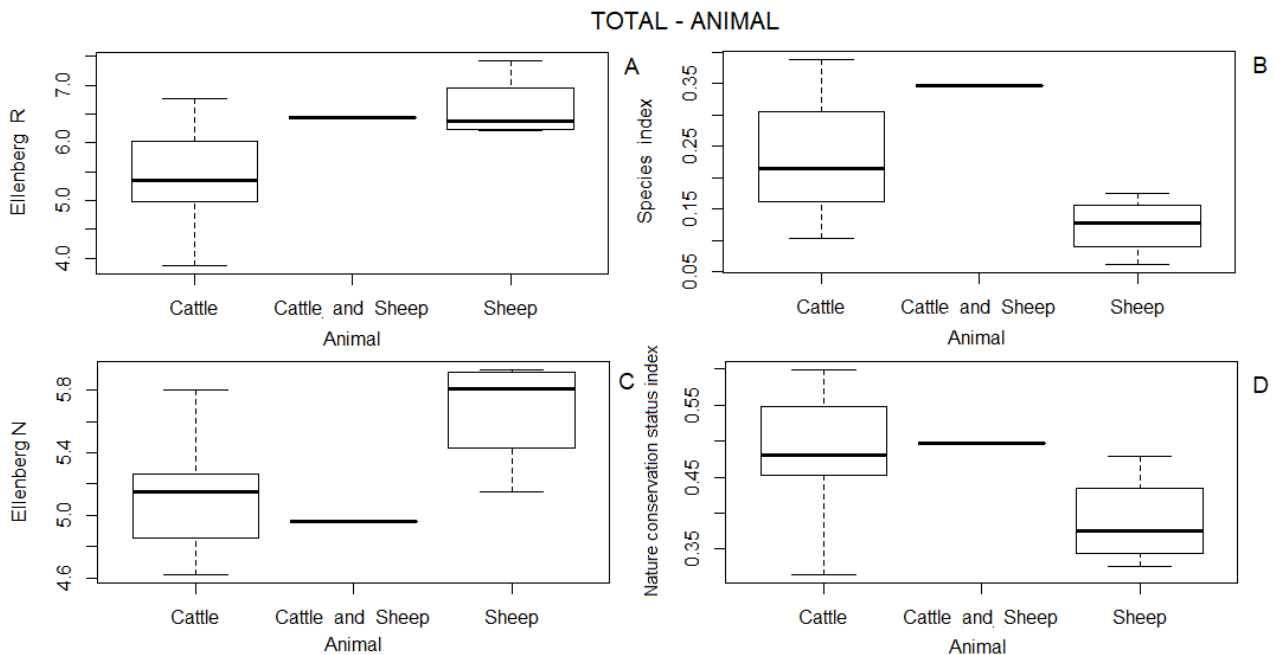 TOTAL - ANIMAL
A
Ellenberg R
7.0
6.0
5.0
4.0
Cattle
Cattle and Sheep
Sheep
Animal
B
Species index
0.35
0.25
0.15
0.05
Cattle
Cattle and Sheep
Sheep
Animal
C
Ellenberg N
5.8
5.4
5.0
4.6
Cattle
Cattle and Sheep
Sheep
Animal
D
Nature conservation status index
0.55
0.45
0.35
Cattle
Cattle and Sheep
Sheep
Animal